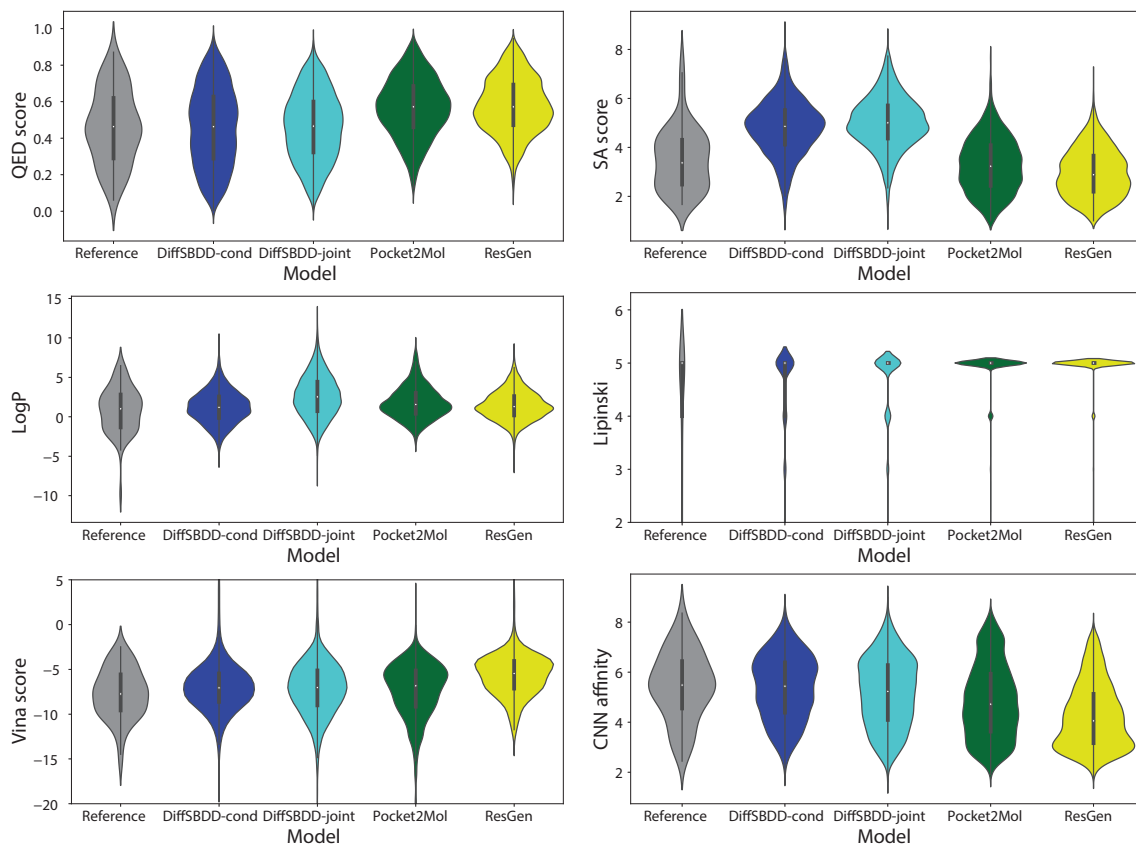 QED score
1.0
0.8
0.6
0.4
0.2
0.0
Reference DiffSBDD-cond DiffSBDD-joint Pocket2Mol ResGen
Model
SA score
8
6
4
2
Reference DiffSBDD-cond DiffSBDD-joint Pocket2Mol ResGen
Model
LogP
15
10
5
0
−5
−10
Reference DiffSBDD-cond DiffSBDD-joint Pocket2Mol ResGen
Model
Lipinski
6
5
4
3
2
Reference DiffSBDD-cond DiffSBDD-joint Pocket2Mol ResGen
Model
Vina score
5
0
−5
−10
−15
−20
Reference DiffSBDD-cond DiffSBDD-joint Pocket2Mol ResGen
Model
CNN affinity
8
6
4
2
Reference DiffSBDD-cond DiffSBDD-joint Pocket2Mol ResGen
Model